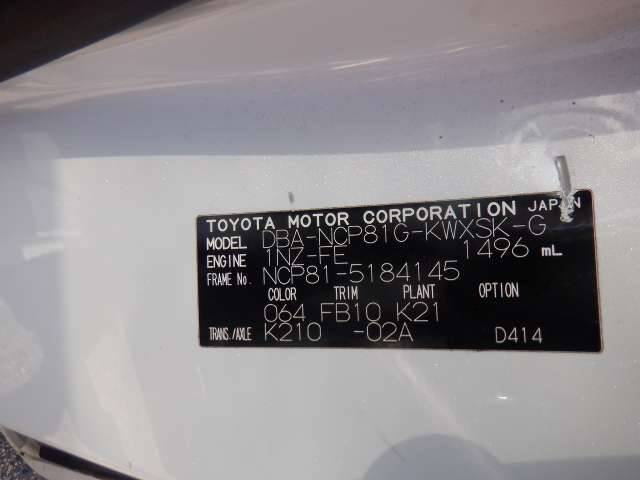 TOYOTA MOTOR CORPORATION JAPAN
MODEL DBA-NCP81G-KWXSK-G
ENGINE 1NZ-FE 1496 mL
FRAME No. NCP81-5184145
COLOR TRIM PLANT OPTION
064 FB10 K21
TRANS./AXLE K210 -02A D414